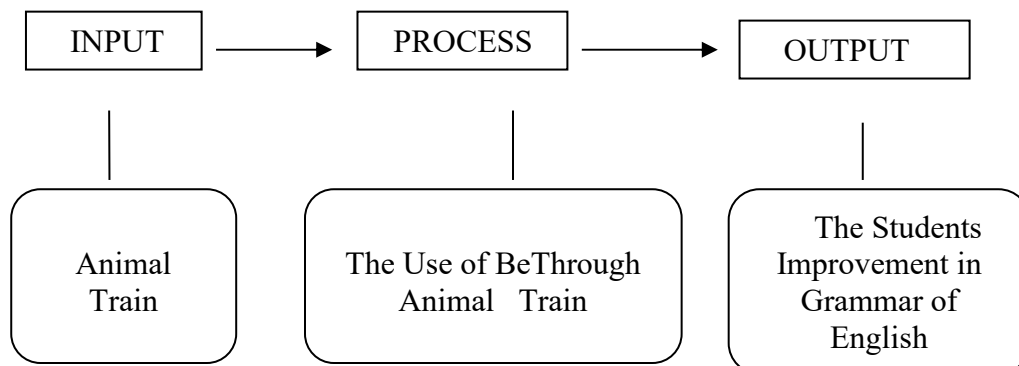 INPUT
PROCESS
OUTPUT
Animal
Train
The Use of BeThrough
Animal Train
The Students
Improvement in
Grammar of
English